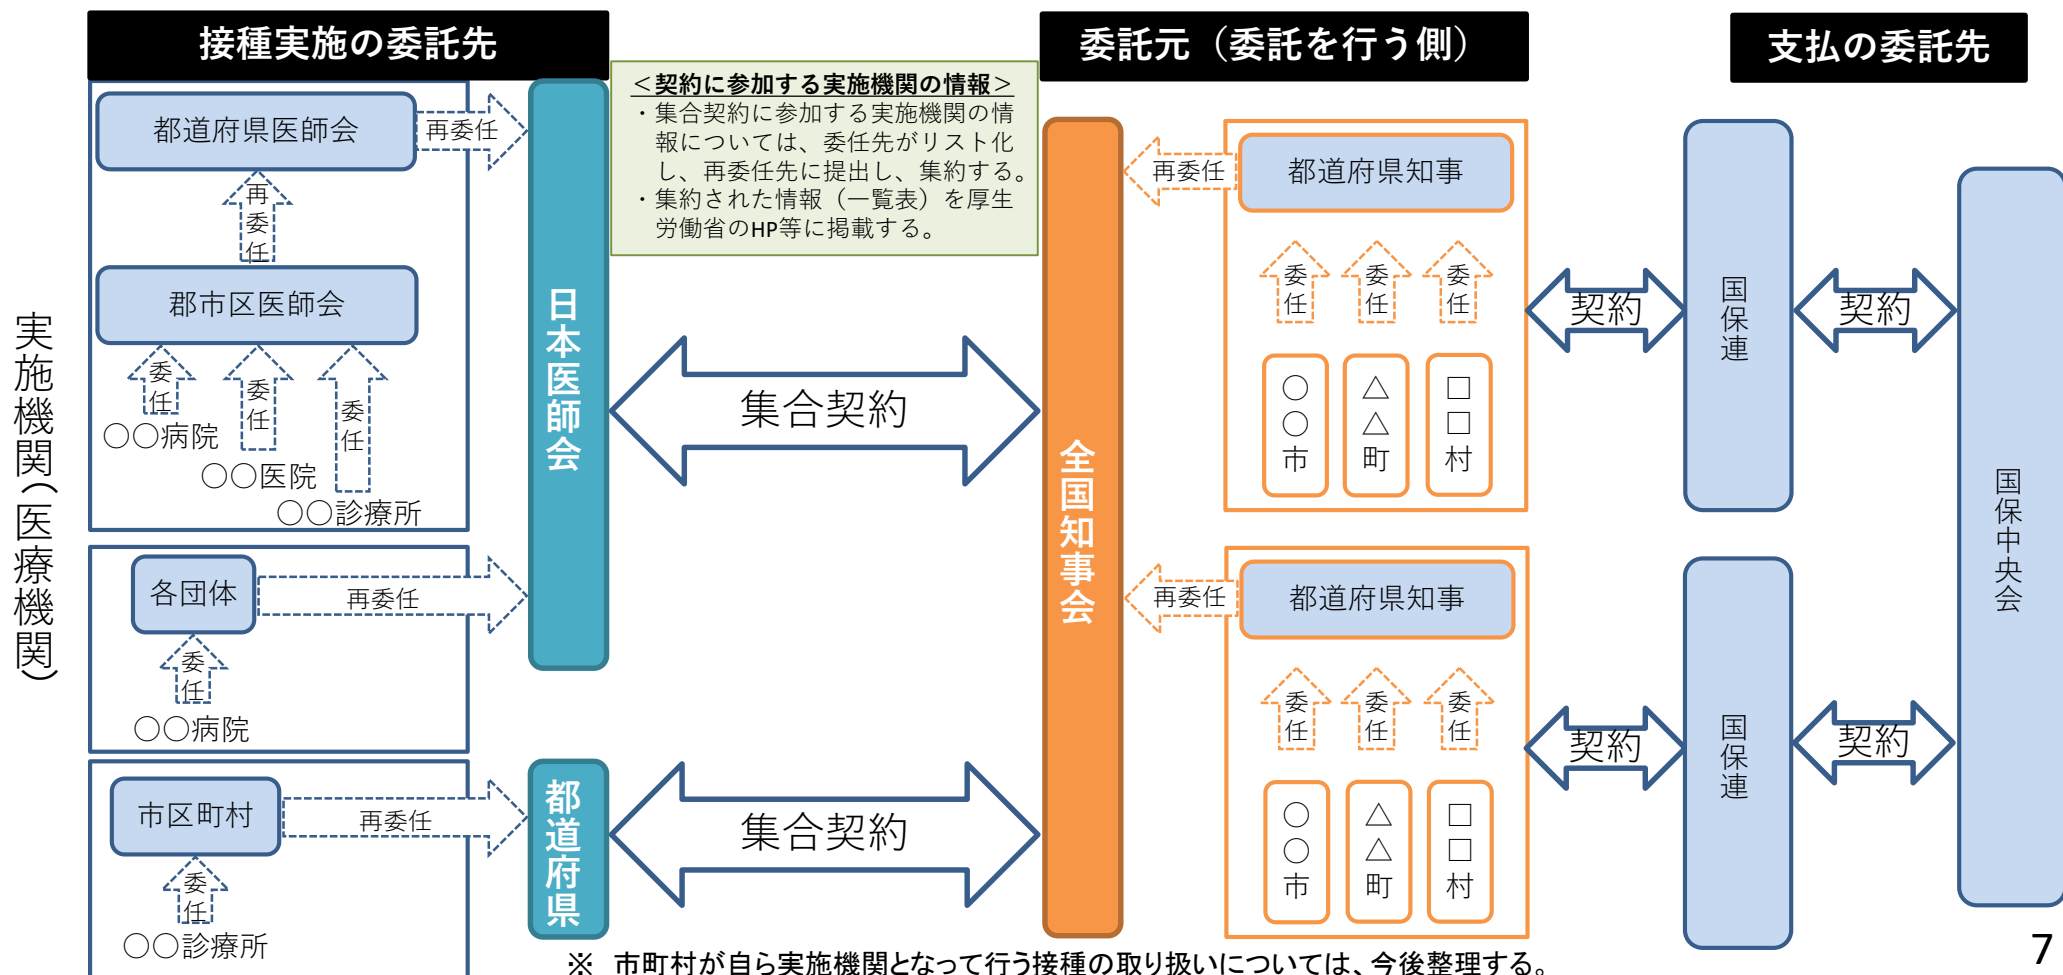 接種実施の委託先
委託元（委託を行う側）
支払の委託先
実施機関（医療機関）
都道府県医師会
再委任
再委任
郡市区医師会
委任
委任
委任
〇〇病院
〇〇医院
〇〇診療所
各団体
再委任
委任
〇〇病院
市区町村
再委任
委任
〇〇診療所
日本医師会
都道府県
＜契約に参加する実施機関の情報＞
・集合契約に参加する実施機関の情
報については、委任先がリスト化
し、再委任先に提出し、集約する。
・集約された情報（一覧表）を厚生
労働省のHP等に掲載する。
集合契約
集合契約
全国知事会
再委任
都道府県知事
委任
委任
委任
〇〇市
△△町
□□村
再委任
都道府県知事
委任
委任
委任
〇〇市
△△町
□□村
契約
国保連
契約
契約
国保連
契約
国保中央会
※　市町村が自ら実施機関となって行う接種の取り扱いについては、今後整理する。
7